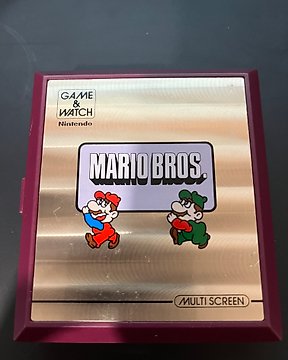 GAME
&
WATCH
Nintendo
MARIO BROS.
MULTI SCREEN